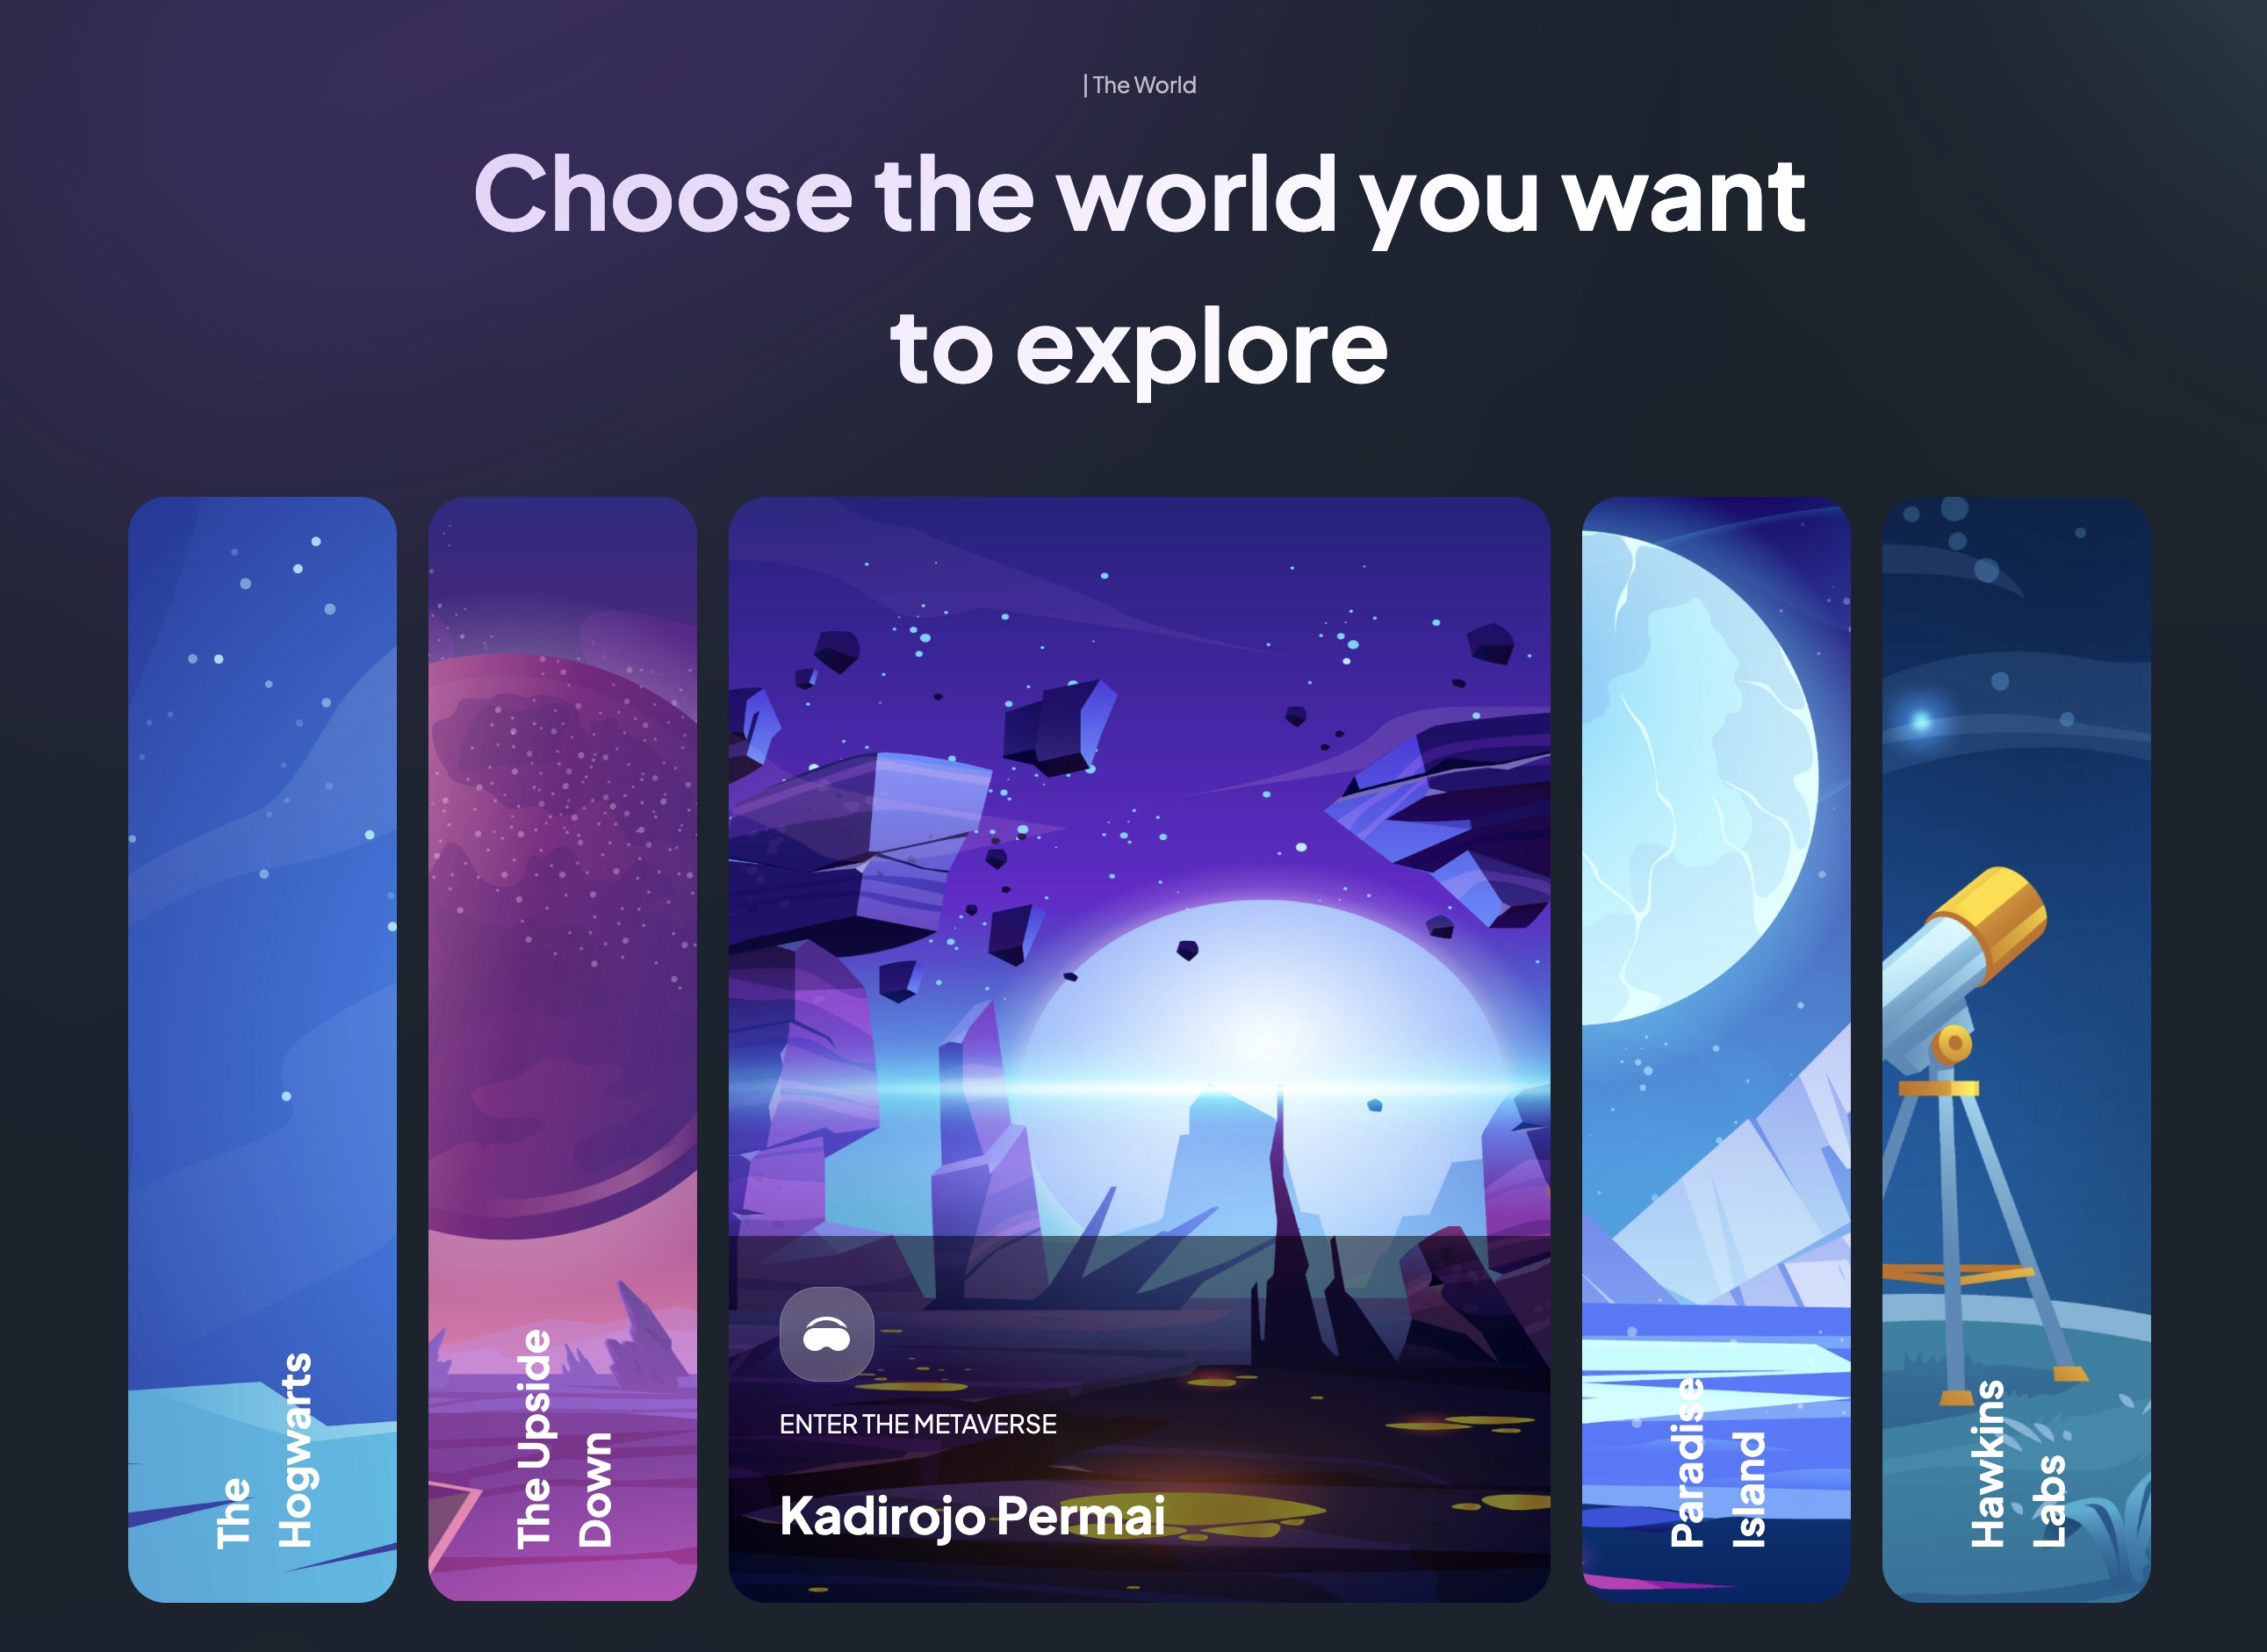 | The World
Choose the world you want
to explore
The
Hogwarts
The Upside
Down
ENTER THE METAVERSE
Kadirojo Permai
Paradise
Island
Hawkins
Labs